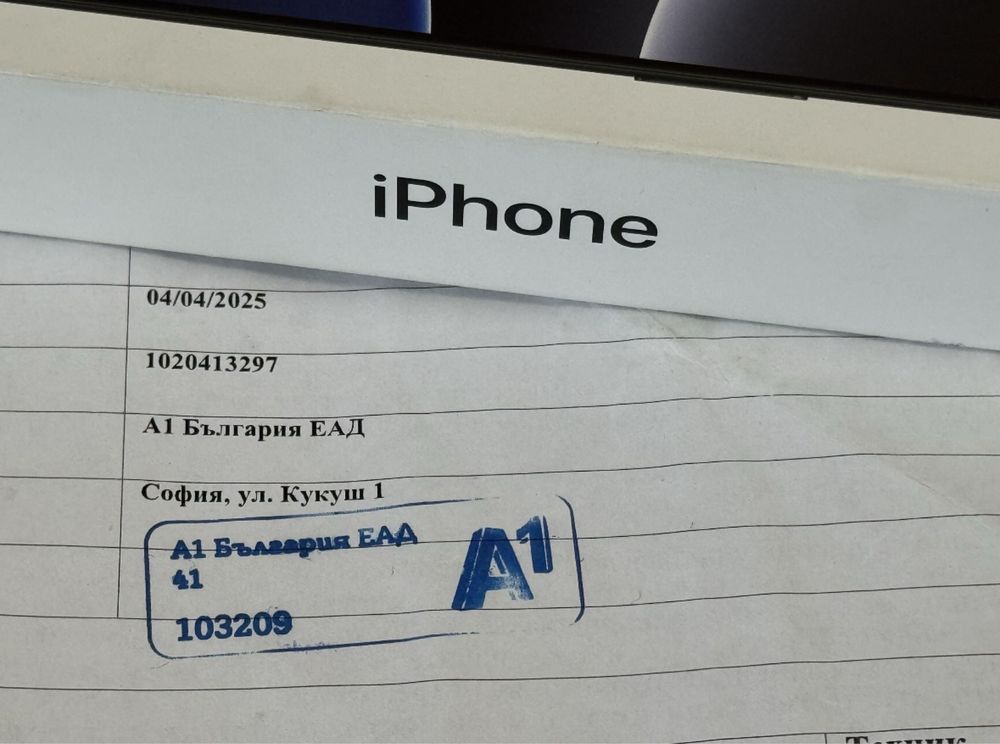 iPhone
04/04/2025
1020413297
А1 България ЕАД
София, ул. Кукуш 1
А1 България ЕАД
A1
41
103209